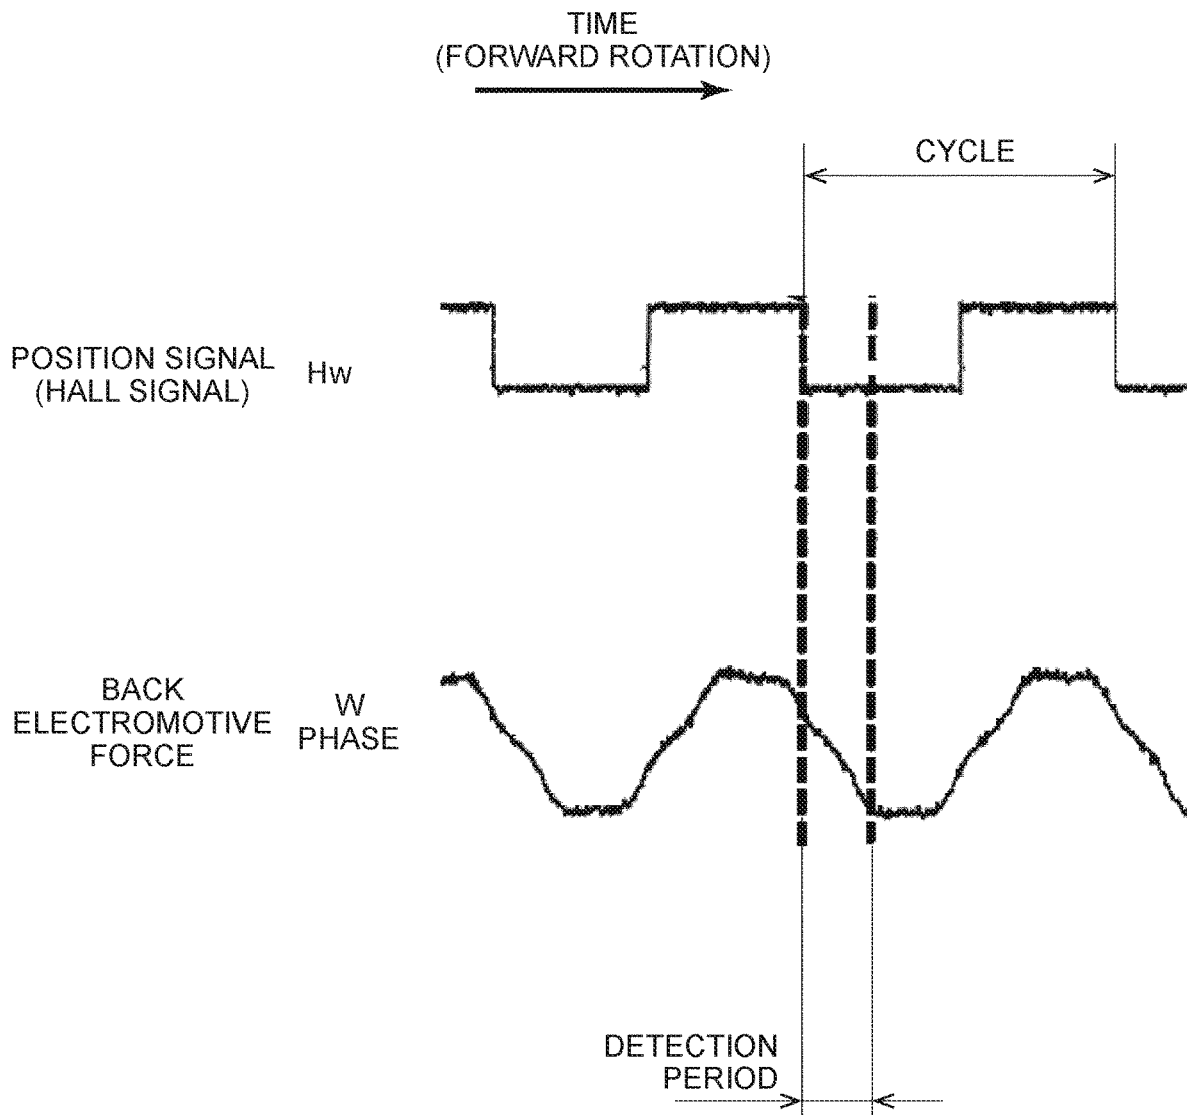 TIME
(FORWARD ROTATION)
CYCLE
POSITION SIGNAL
(HALL SIGNAL)
Hw
BACK
ELECTROMOTIVE
FORCE
W
PHASE
DETECTION
PERIOD